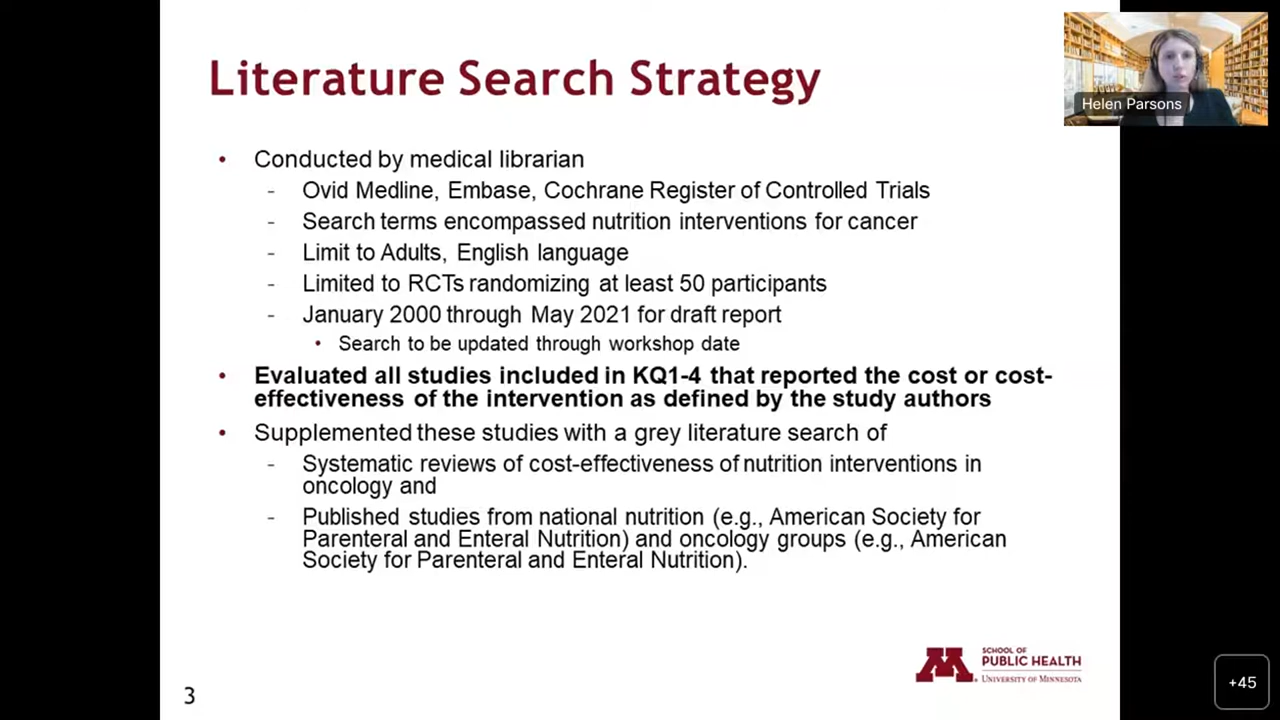 Literature Search Strategy
Helen Parsons
• Conducted by medical librarian
- Ovid Medline, Embase, Cochrane Register of Controlled Trials
- Search terms encompassed nutrition interventions for cancer
- Limit to Adults, English language
- Limited to RCTs randomizing at least 50 participants
- January 2000 through May 2021 for draft report
• Search to be updated through workshop date
• Evaluated all studies included in KQ1-4 that reported the cost or cost-
effectiveness of the intervention as defined by the study authors
• Supplemented these studies with a grey literature search of
- Systematic reviews of cost-effectiveness of nutrition interventions in
oncology and
- Published studies from national nutrition (e.g., American Society for
Parenteral and Enteral Nutrition) and oncology groups (e.g., American
Society for Parenteral and Enteral Nutrition).
M
SCHOOL OF
PUBLIC HEALTH
UNIVERSITY OF MINNESOTA
+45
3